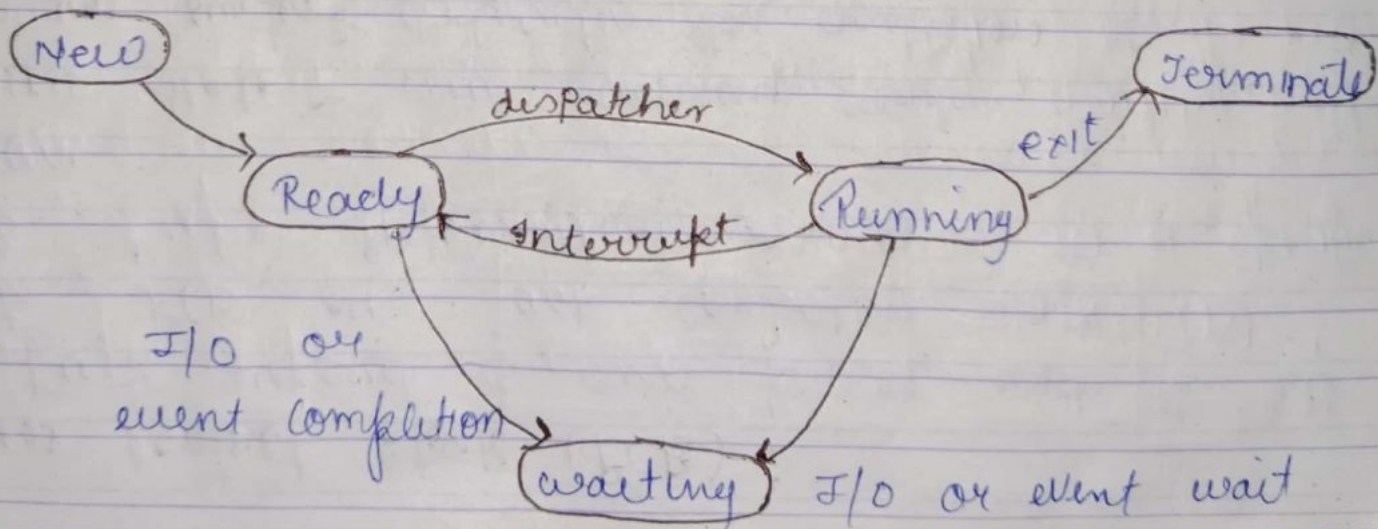 New
Terminate
dispatcher
exit
Ready
Running
Interrupt
I/O or
event completion
waiting
I/O or event wait